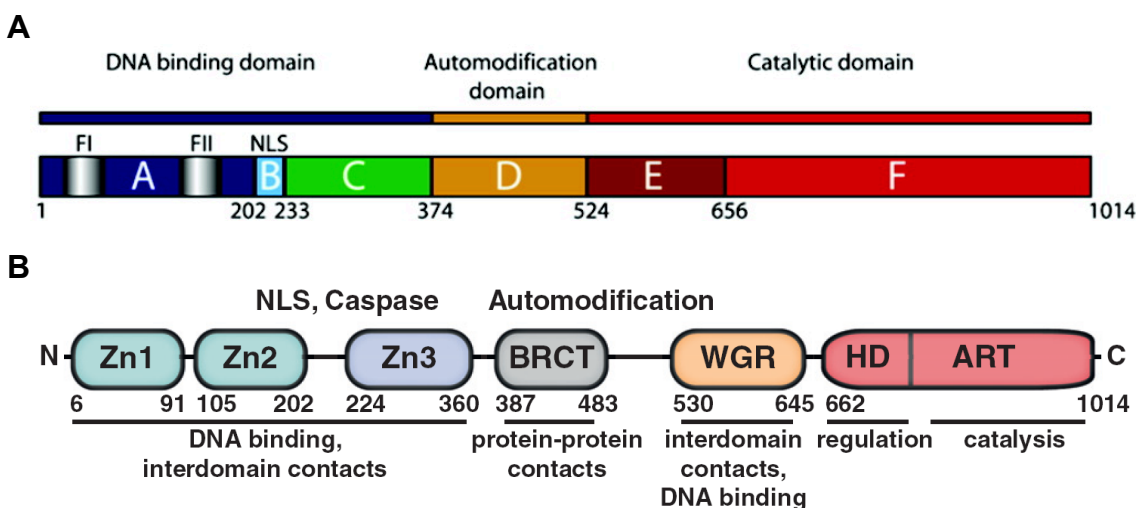 A
DNA binding domain
Automodification
domain
Catalytic domain
FI FII NLS
A B C D E F
1 202 233 374 524 656 1014
B
NLS, Caspase Automodification
N Zn1 Zn2 Zn3 BRCT WGR HD ART C
6 91 105 202 224 360 387 483 530 645 662 1014
DNA binding,
interdomain contacts
protein-protein
contacts
interdomain
contacts,
DNA binding
regulation
catalysis